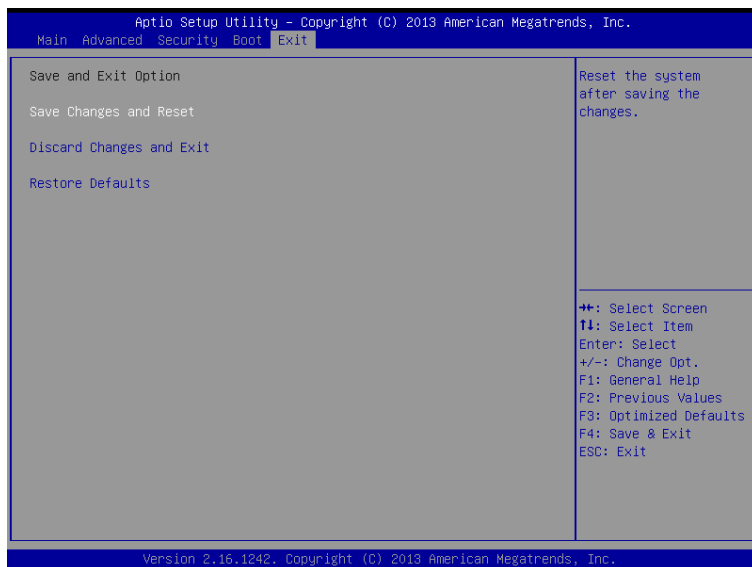 Aptio Setup Utility – Copyright (C) 2013 American Megatrends, Inc.
Main Advanced Security Boot Exit
Save and Exit Option
Save Changes and Reset
Discard Changes and Exit
Restore Defaults
Reset the system
after saving the
changes.
→←: Select Screen
↑↓: Select Item
Enter: Select
+/-: Change Opt.
F1: General Help
F2: Previous Values
F3: Optimized Defaults
F4: Save & Exit
ESC: Exit
Version 2.16.1242. Copyright (C) 2013 American Megatrends, Inc.